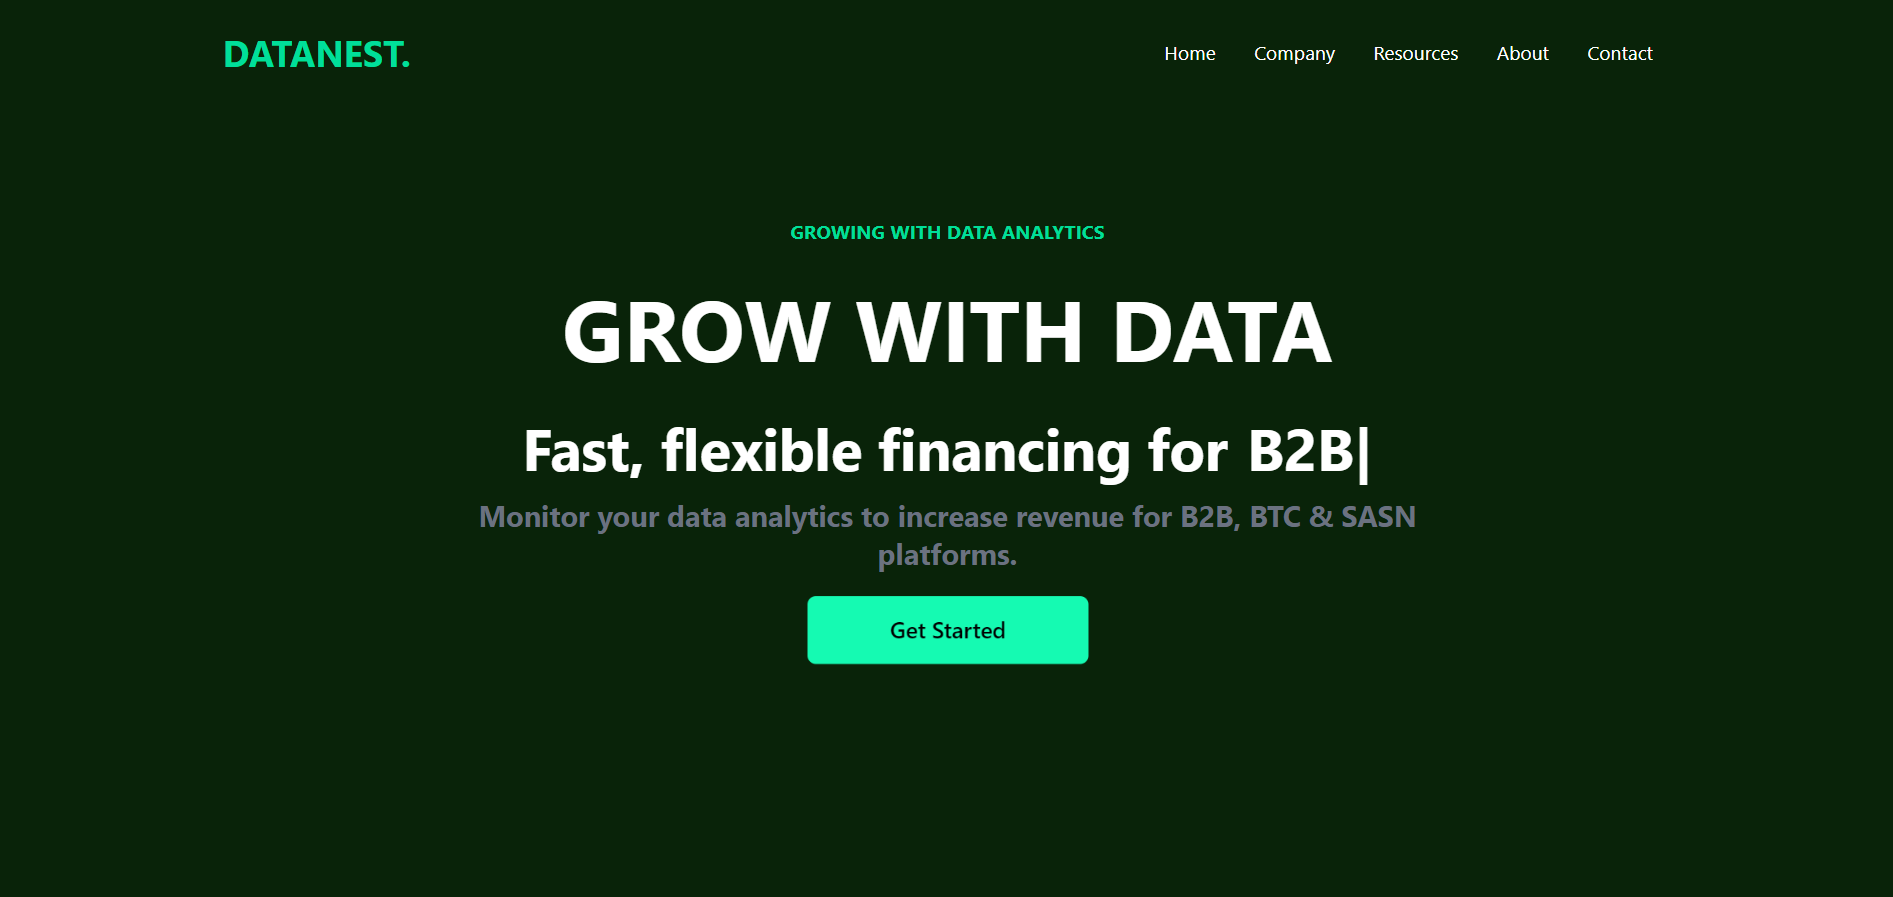 DATANEST.
Home Company Resources About Contact
GROWING WITH DATA ANALYTICS
GROW WITH DATA
Fast, flexible financing for B2B|
Monitor your data analytics to increase revenue for B2B, BTC & SASN
platforms.
Get Started